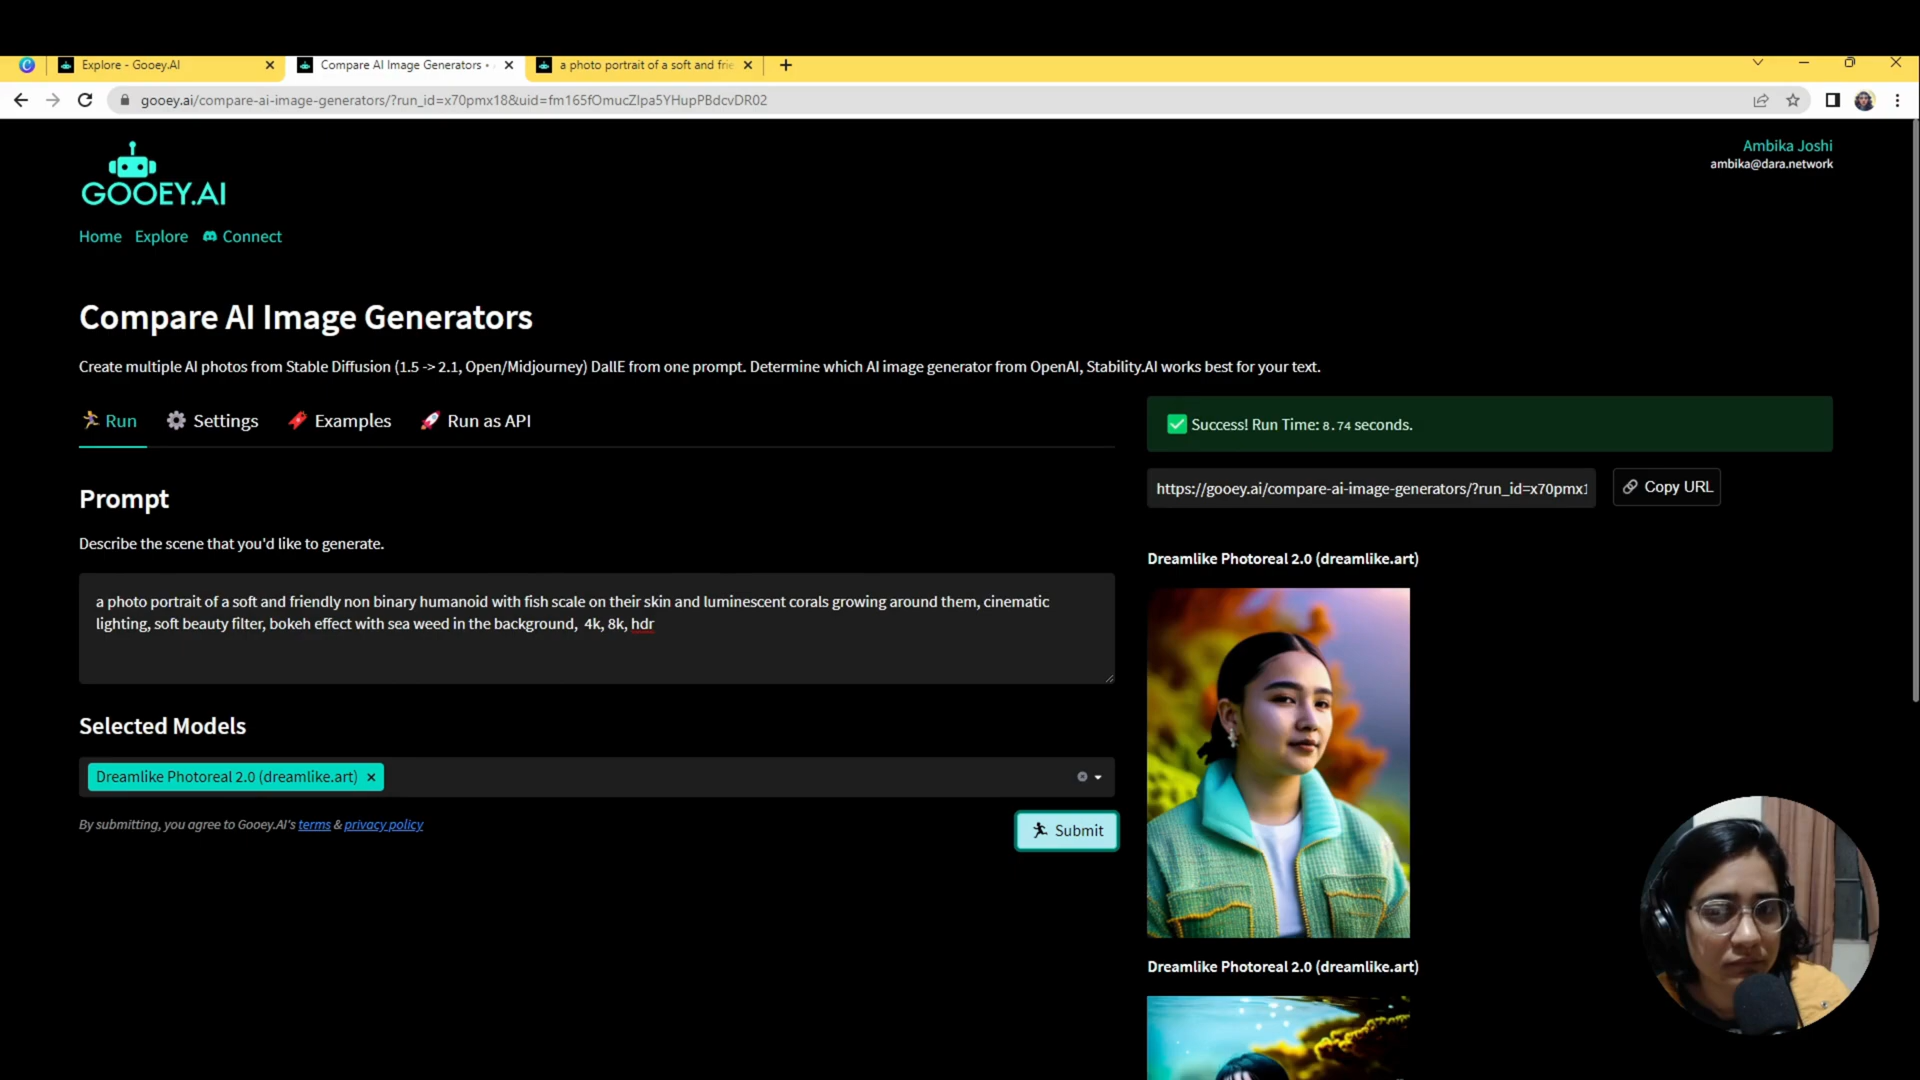 Explore - Gooey.AI
Compare AI Image Generators •
a photo portrait of a soft and frie
gooey.ai/compare-ai-image-generators/?run_id=x70pmx18&uid=fm165fOmucZIpa5YHupPBdcvDR02
Ambika Joshi
ambika@dara.network
GOOEY.AI
Home Explore Connect
Compare AI Image Generators
Create multiple AI photos from Stable Diffusion (1.5 -> 2.1, Open/Midjourney) DallE from one prompt. Determine which AI image generator from OpenAI, Stability.AI works best for your text.
Run Settings Examples Run as API
Success! Run Time: 8.74 seconds.
https://gooey.ai/compare-ai-image-generators/?run_id=x70pmx1
Copy URL
Prompt
Describe the scene that you'd like to generate.
a photo portrait of a soft and friendly non binary humanoid with fish scale on their skin and luminescent corals growing around them, cinematic
lighting, soft beauty filter, bokeh effect with sea weed in the background, 4k, 8k, hdr
Selected Models
Dreamlike Photoreal 2.0 (dreamlike.art)
By submitting, you agree to Gooey.AI's terms & privacy policy
Submit
Dreamlike Photoreal 2.0 (dreamlike.art)
Dreamlike Photoreal 2.0 (dreamlike.art)